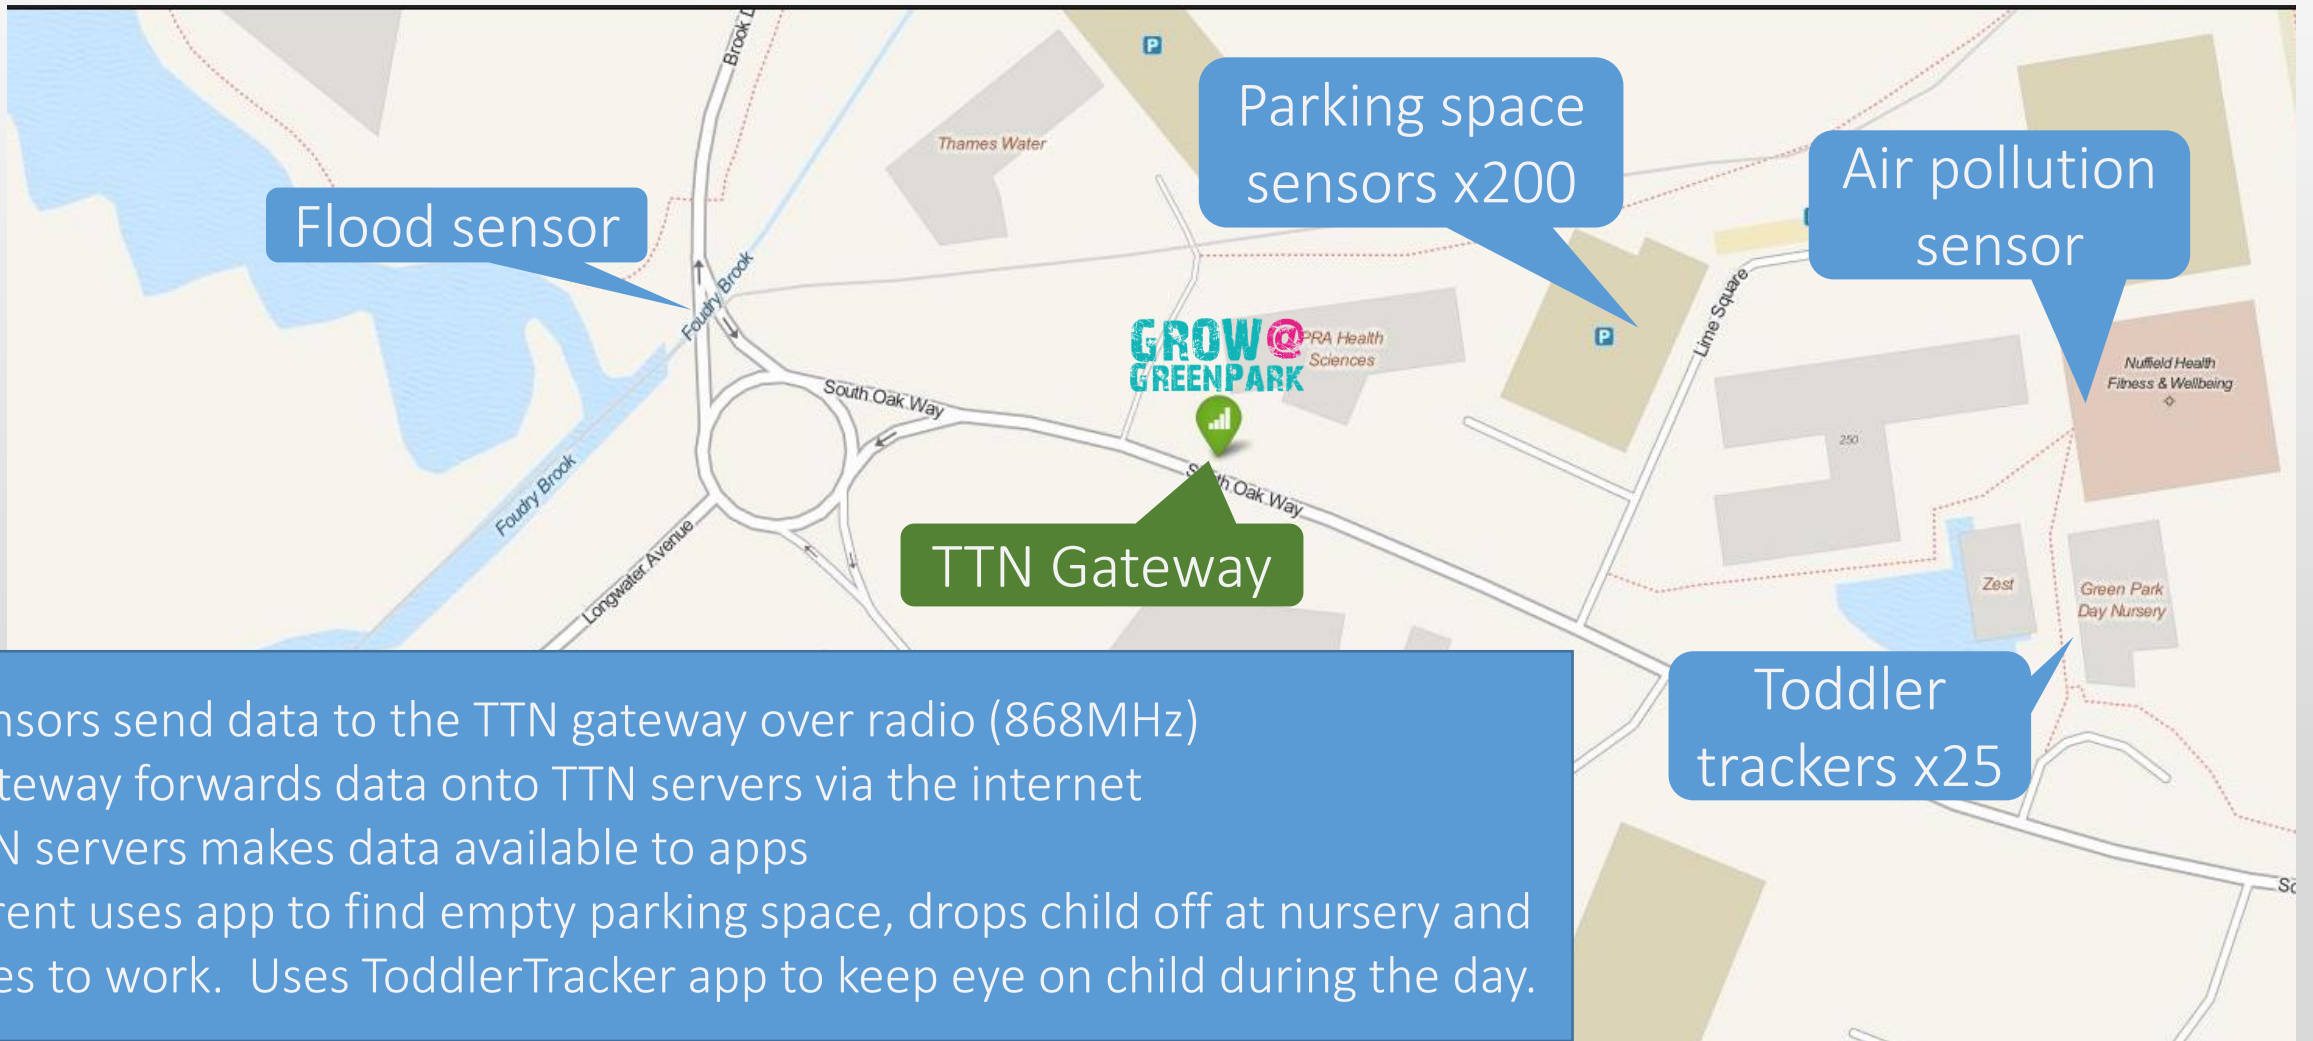 Brook D
P
Parking space
sensors x200
Thames Water
Air pollution
sensor
Flood sensor
Foudry Brook
Lime Square
GROW@
GREENPARK
PRA Health
Sciences
P
Nuffield Health
Fitness & Wellbeing
South Oak Way
250
Foudry Brook
South Oak Way
Longwater Avenue
TTN Gateway
Zest
Green Park
Day Nursery
Toddler
trackers x25
nsors send data to the TTN gateway over radio (868MHz)
teway forwards data onto TTN servers via the internet
N servers makes data available to apps
rent uses app to find empty parking space, drops child off at nursery and
es to work.  Uses ToddlerTracker app to keep eye on child during the day.
So